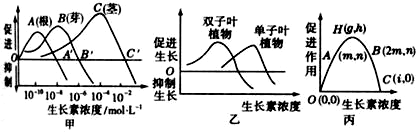 促进
O
抑制
A(根)
B(芽)
C(茎)
A'
B'
C'
10⁻¹⁰ 10⁻⁸ 10⁻⁶ 10⁻⁴ 10⁻²
生长素浓度/mol·L⁻¹
甲
促进生长
O
抑制生长
双子叶植物
单子叶植物
生长素浓度
乙
促进作用
H(g,h)
A
(m,n)
B(2m,n)
C(i,0)
O(0,0)
生长素浓度
丙